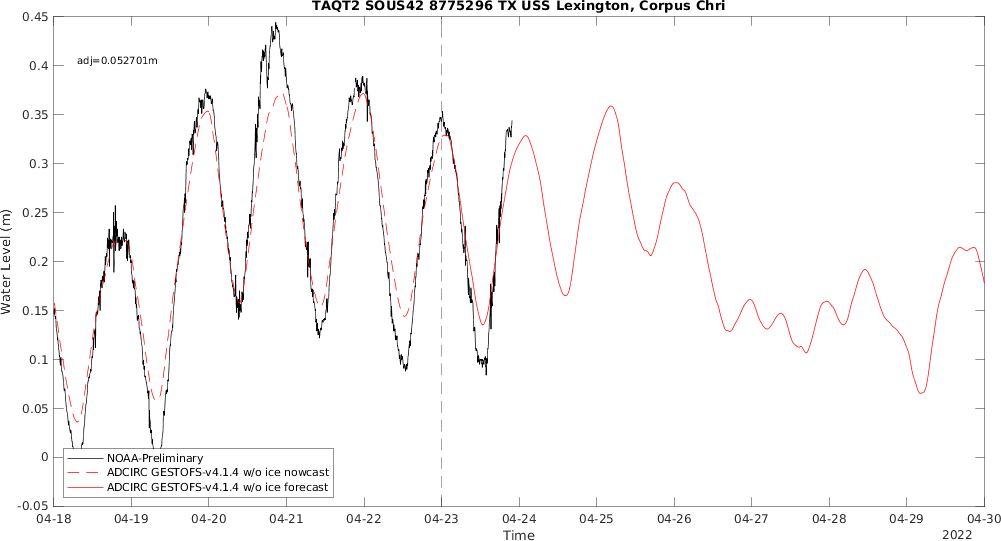 TAQT2 SOUS42 8775296 TX USS Lexington, Corpus Chri
adj=0.052701m
Water Level (m)
0.45
0.4
0.35
0.3
0.25
0.2
0.15
0.1
0.05
0
-0.05
NOAA-Preliminary
ADCIRC GESTOFS-v4.1.4 w/o ice nowcast
ADCIRC GESTOFS-v4.1.4 w/o ice forecast
04-18 04-19 04-20 04-21 04-22 04-23 04-24 04-25 04-26 04-27 04-28 04-29 04-30
Time
2022